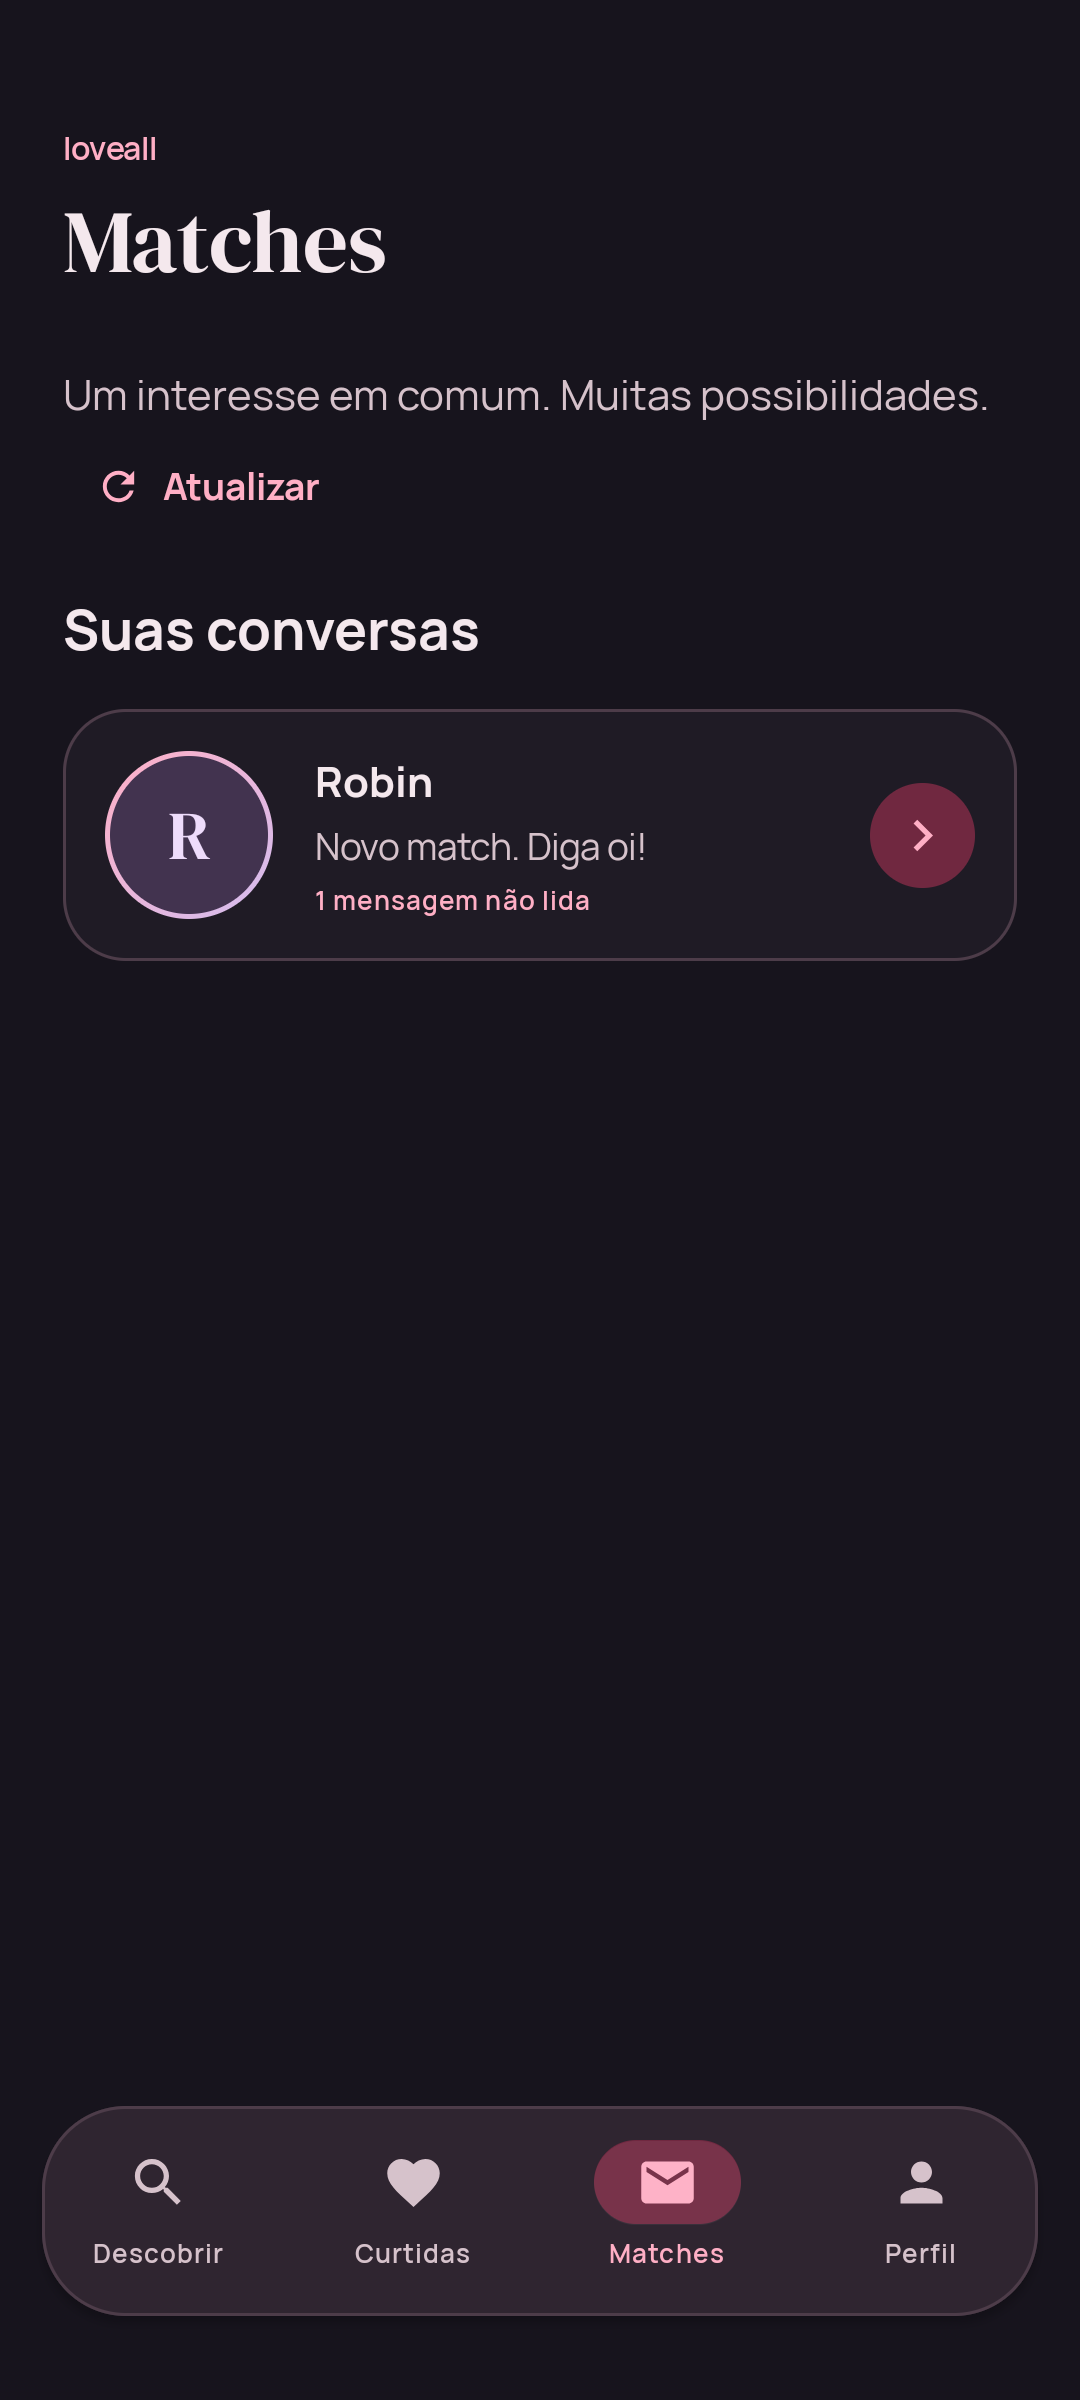 loveall
Matches
Um interesse em comum. Muitas possibilidades.
Atualizar
Suas conversas
R
Robin
Novo match. Diga oi!
1 mensagem não lida
Descobrir
Curtidas
Matches
Perfil